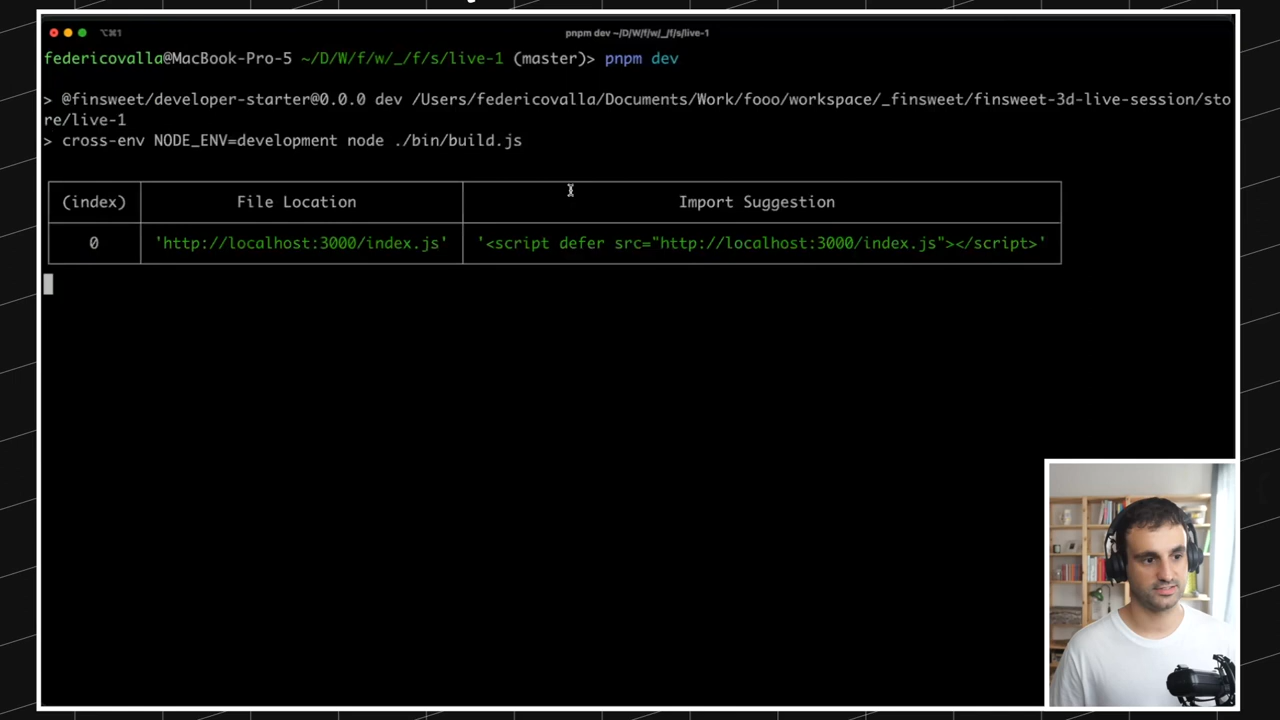 ⌥⌘1
pnpm dev ~/D/W/f/w/_/f/s/live-1
federicovalla@MacBook-Pro-5 ~/D/W/f/w/_/f/s/live-1 (master)> pnpm dev
> @finsweet/developer-starter@0.0.0 dev /Users/federicovalla/Documents/Work/fooo/workspace/_finsweet/finsweet-3d-live-session/sto
re/live-1
> cross-env NODE_ENV=development node ./bin/build.js
(index) File Location Import Suggestion
0 'http://localhost:3000/index.js' '<script defer src="http://localhost:3000/index.js"></script>'